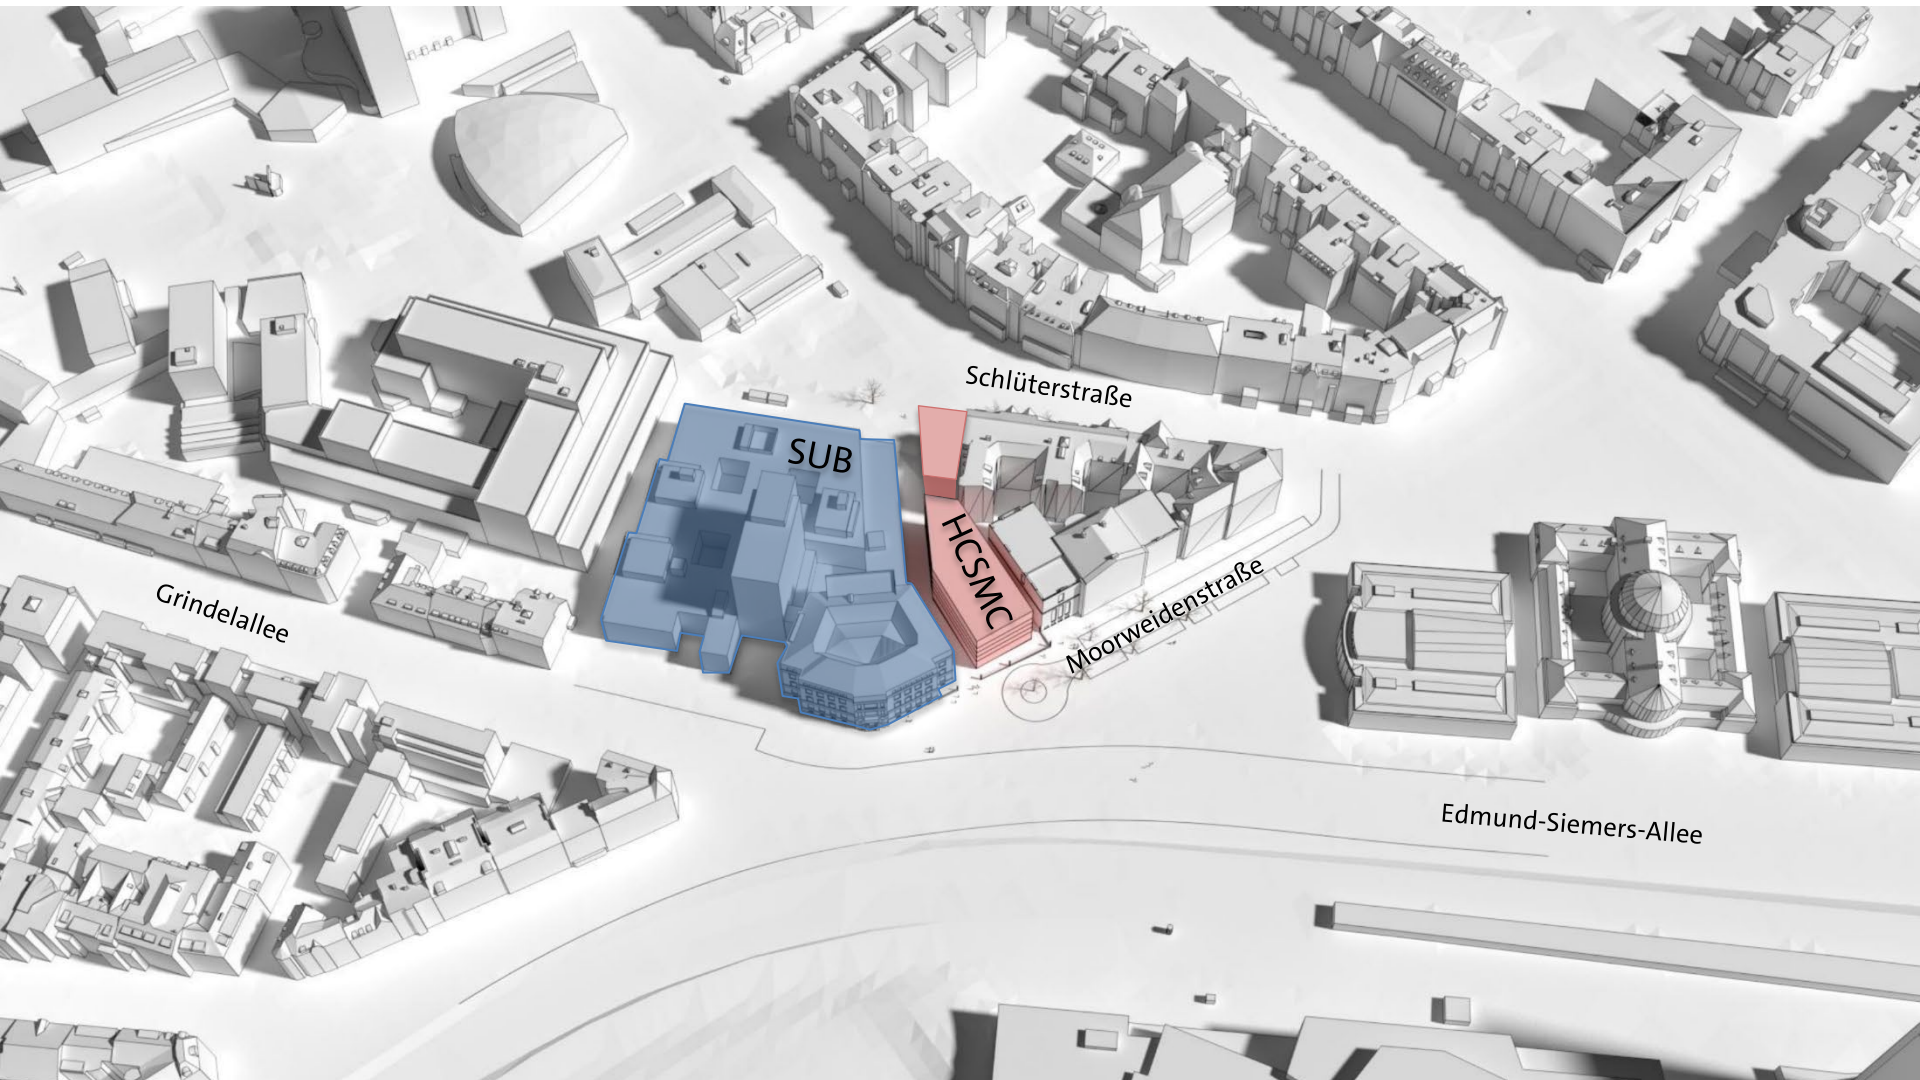 Schlüterstraße
SUB
HCSMC
Moorweidenstraße
Grindelallee
Edmund-Siemers-Allee